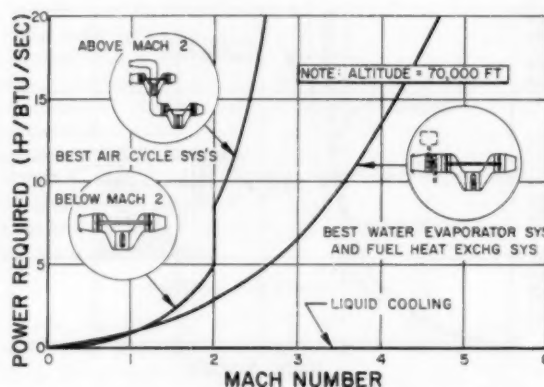 POWER REQUIRED (HP/BTU/SEC)
20
15
10
5
0
ABOVE MACH 2
NOTE: ALTITUDE = 70,000 FT
BEST AIR CYCLE SYS'S
BELOW MACH 2
BEST WATER EVAPORATOR SYS
AND FUEL HEAT EXCHG SYS
LIQUID COOLING
0 1 2 3 4 5 6
MACH NUMBER